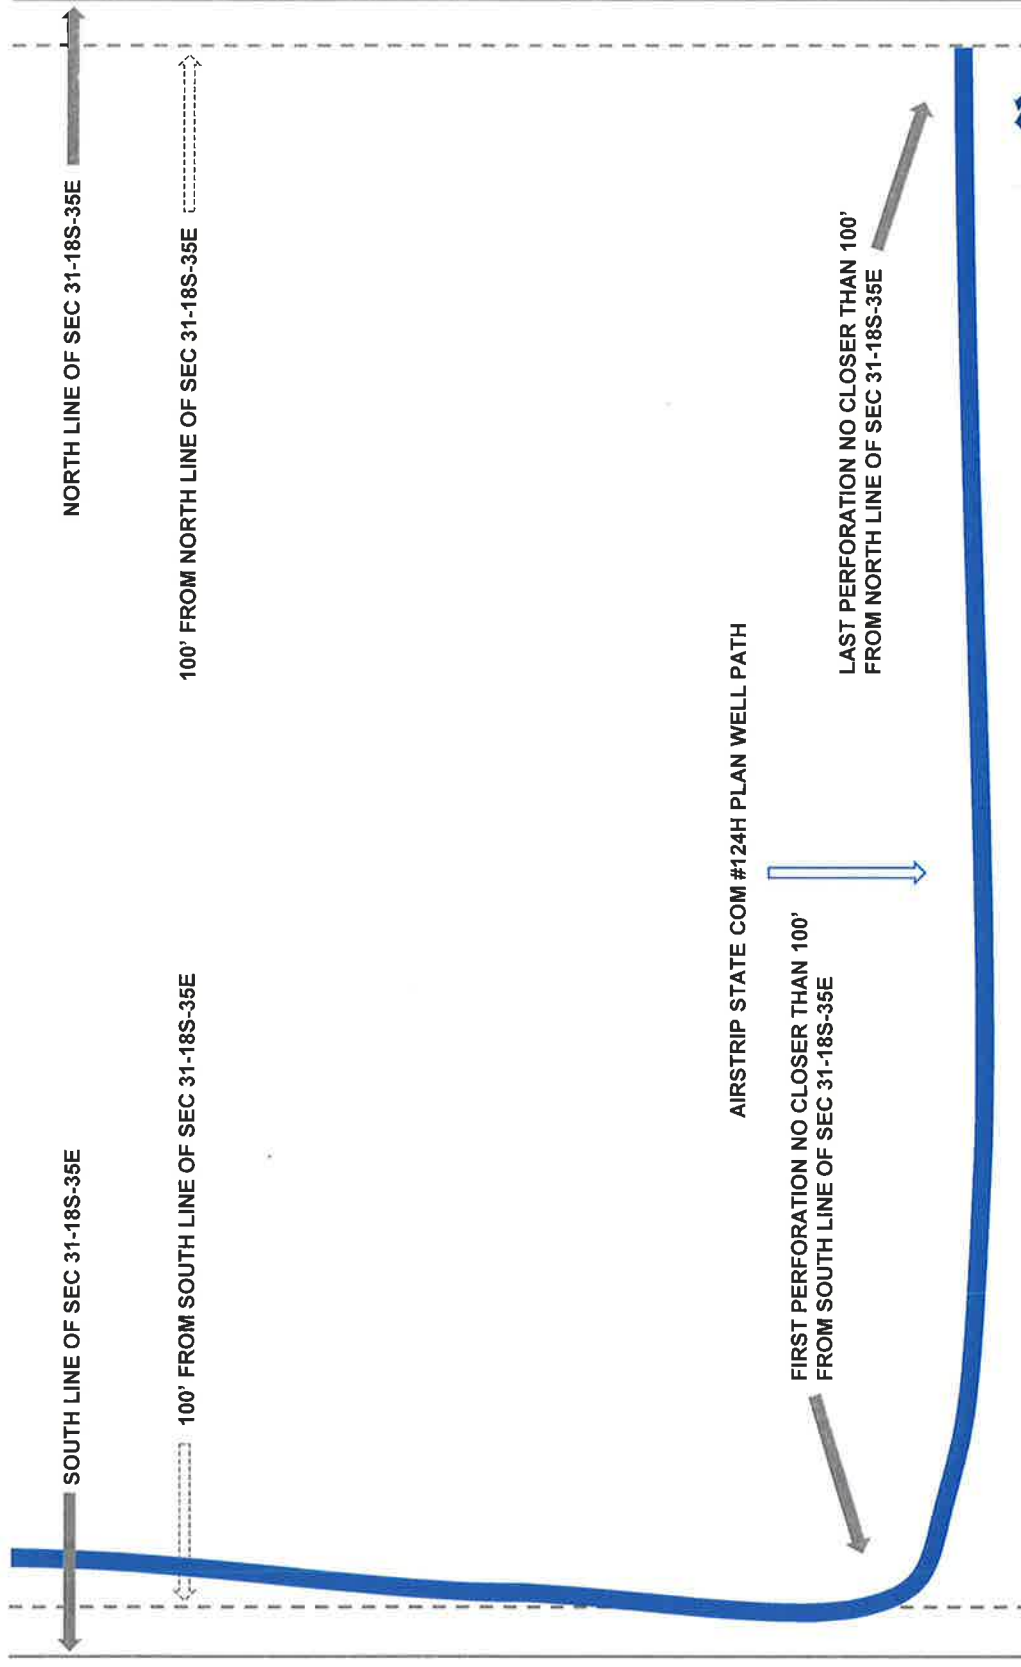 SOUTH LINE OF SEC 31-18S-35E
NORTH LINE OF SEC 31-18S-35E
100' FROM SOUTH LINE OF SEC 31-18S-35E
100' FROM NORTH LINE OF SEC 31-18S-35E
AIRSTRIP STATE COM #124H PLAN WELL PATH
FIRST PERFORATION NO CLOSER THAN 100'
FROM SOUTH LINE OF SEC 31-18S-35E
LAST PERFORATION NO CLOSER THAN 100'
FROM NORTH LINE OF SEC 31-18S-35E